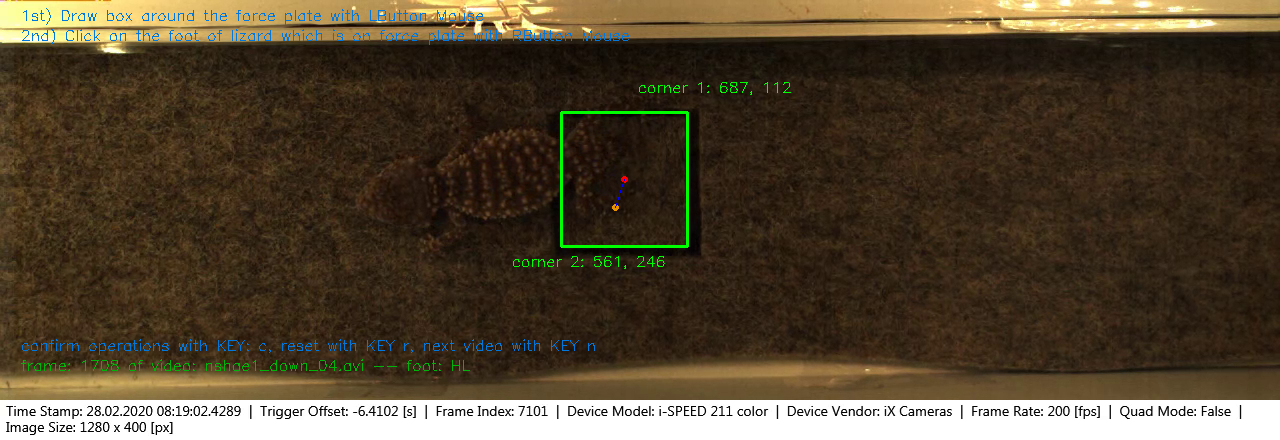 1st) Draw box around the force plate with LButton Mouse
2nd) Click on the foot of lizard which is on force plate with RButton Mouse
corner 1: 687, 112
corner 2: 561, 246
confirm operations with KEY: c, reset with KEY r, next video with KEY n
frame: 1708 of video: nshae1_down_04.avi -- foot: HL
Time Stamp: 28.02.2020 08:19:02.4289 | Trigger Offset: -6.4102 [s] | Frame Index: 7101 | Device Model: i-SPEED 211 color | Device Vendor: iX Cameras | Frame Rate: 200 [fps] | Quad Mode: False |
Image Size: 1280 x 400 [px]